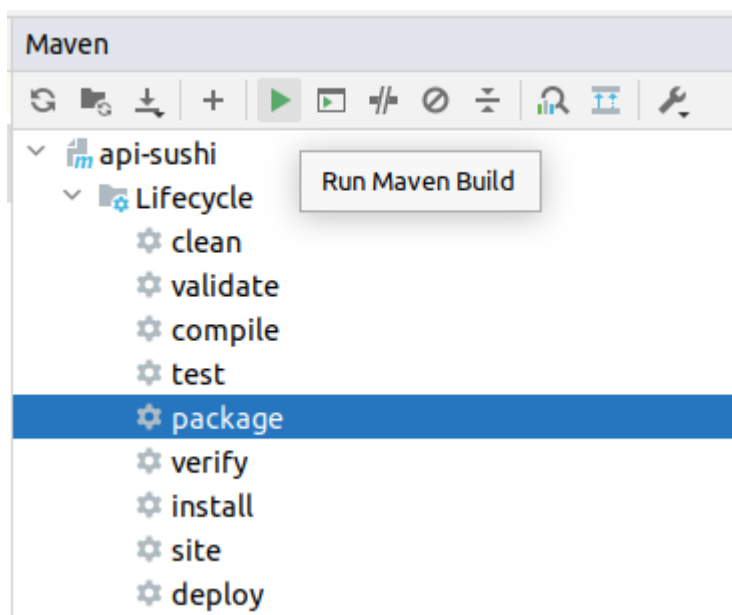 Maven
api-sushi
Run Maven Build
Lifecycle
clean
validate
compile
test
package
verify
install
site
deploy